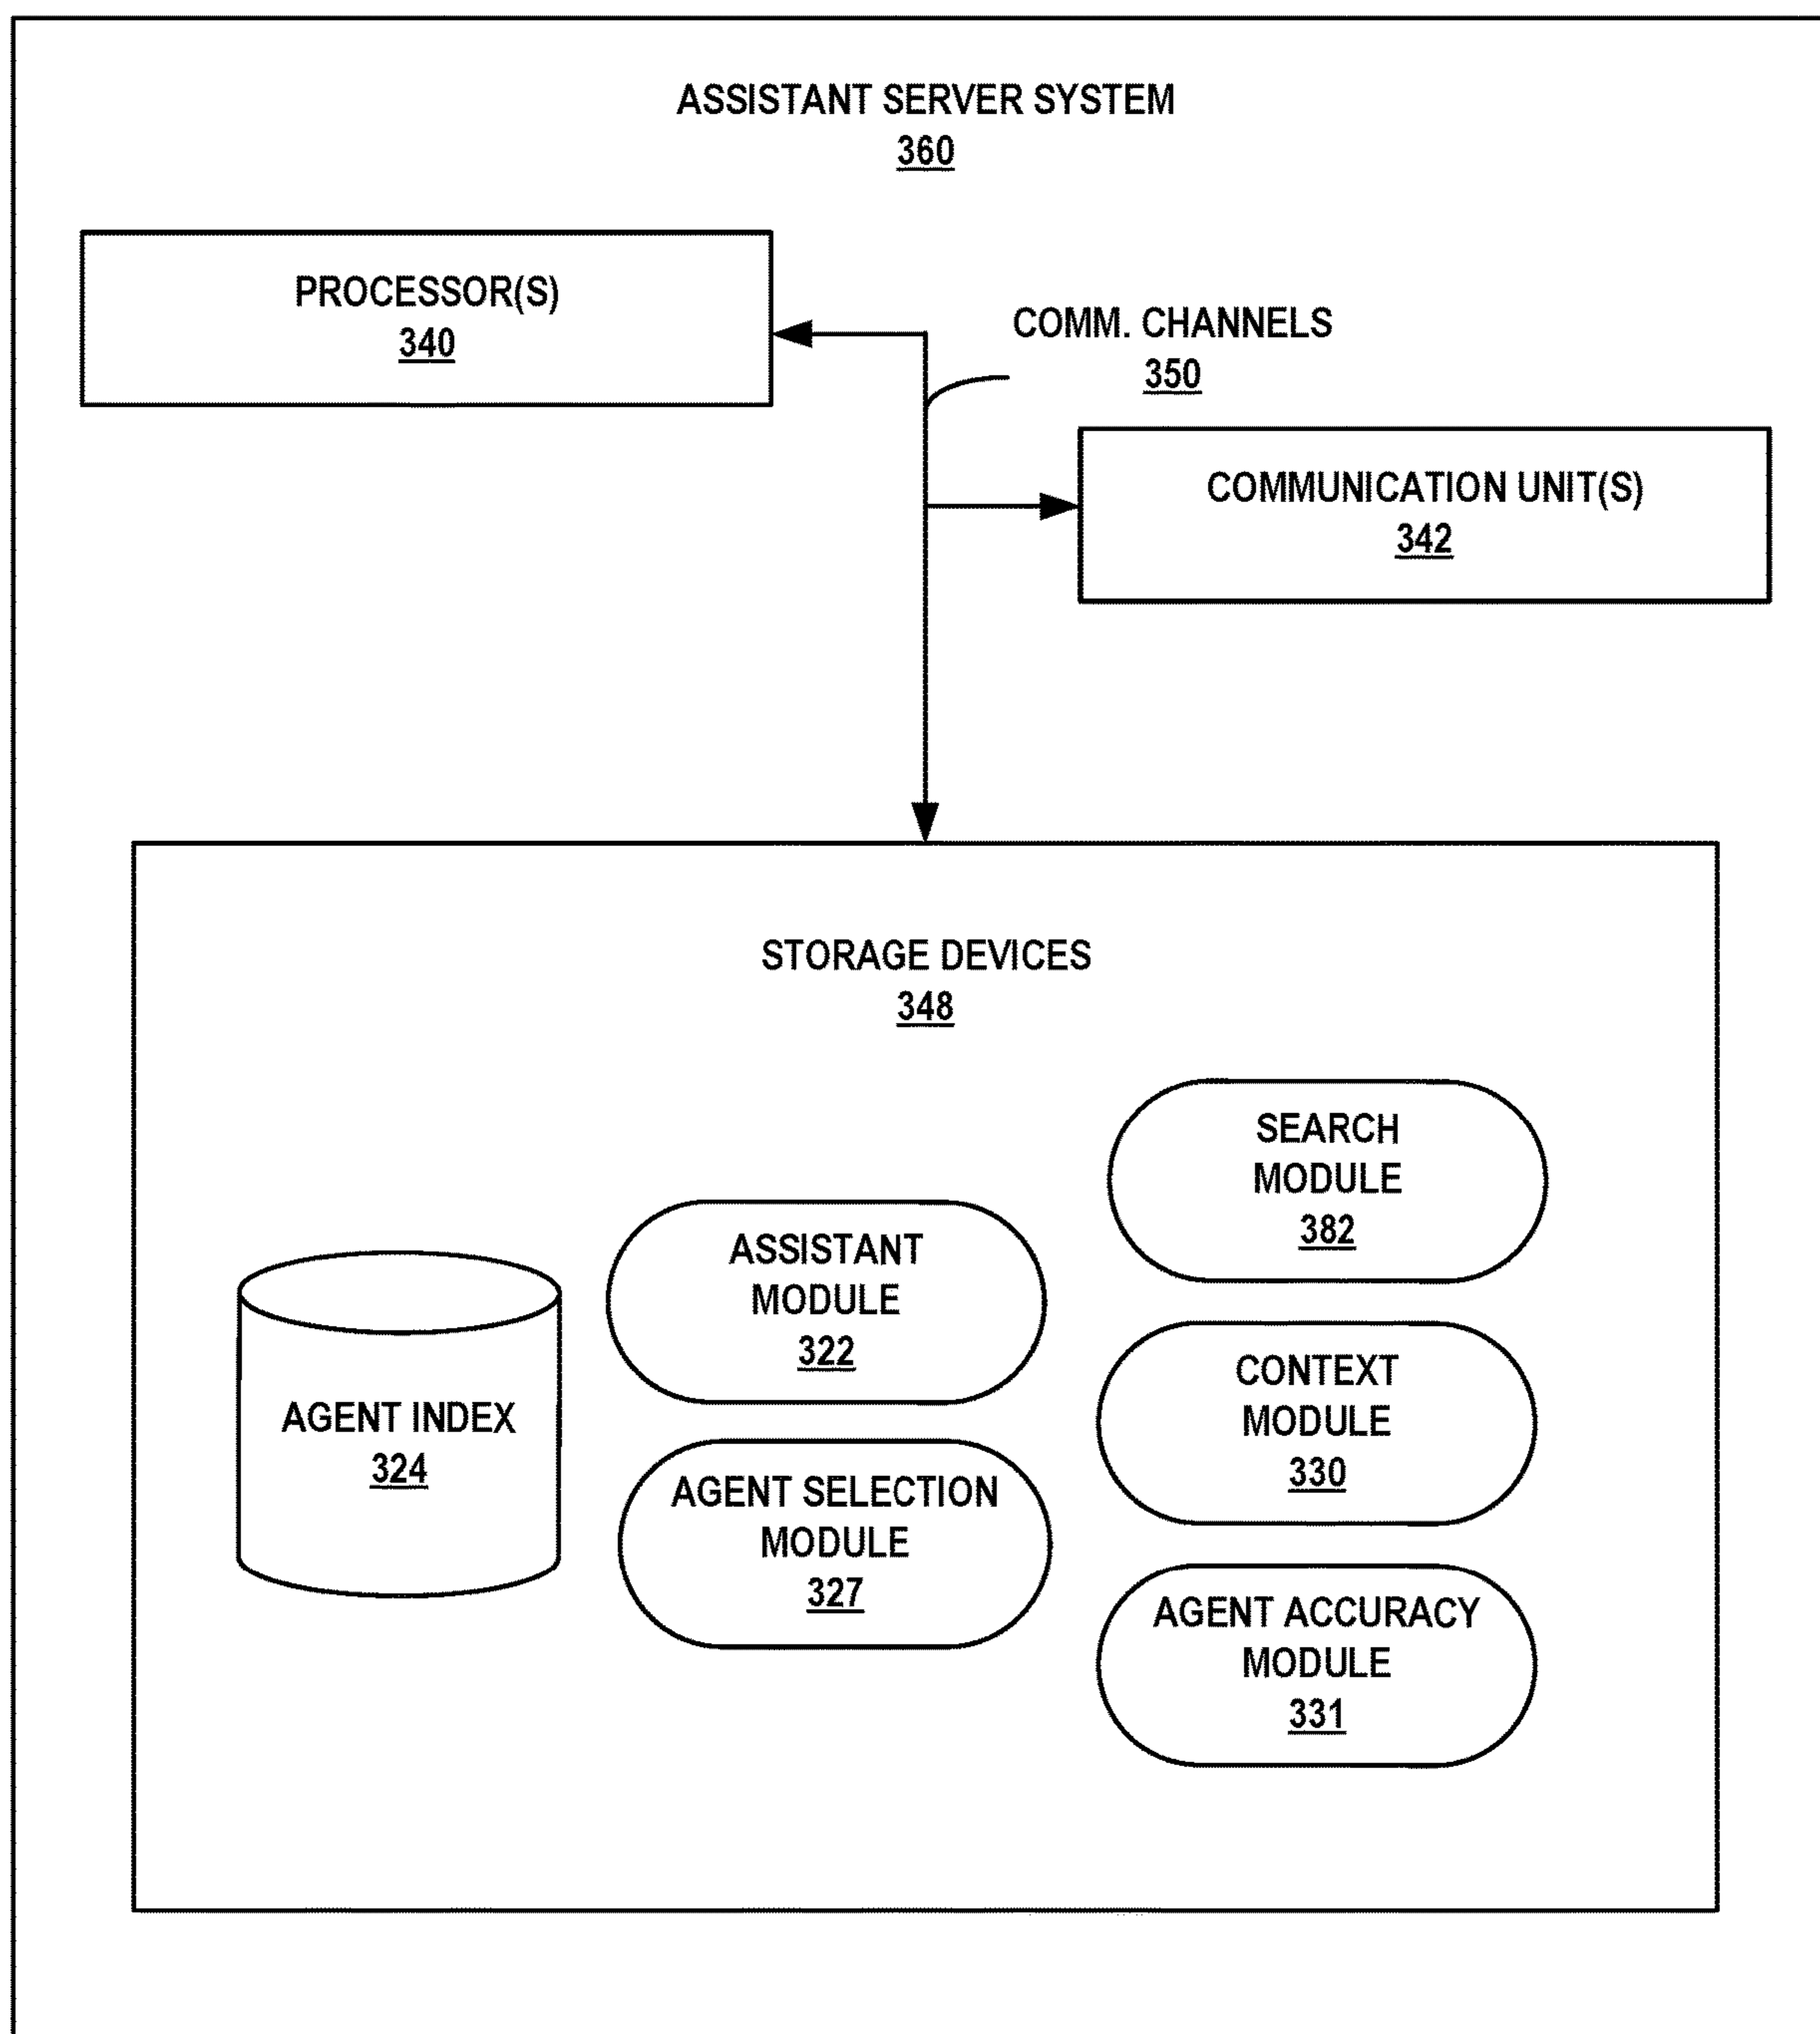 ASSISTANT SERVER SYSTEM
360
PROCESSOR(S)
340
COMM. CHANNELS
350
COMMUNICATION UNIT(S)
342
STORAGE DEVICES
348
SEARCH
MODULE
382
ASSISTANT
MODULE
322
CONTEXT
MODULE
330
AGENT INDEX
324
AGENT SELECTION
MODULE
327
AGENT ACCURACY
MODULE
331